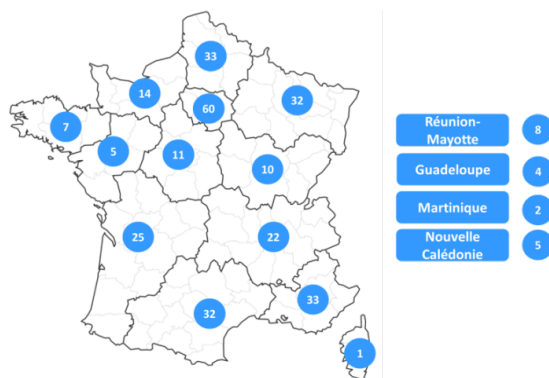 33
14
32
60
7
5
11
10
25
22
33
32
1
Réunion-
Mayotte
8
Guadeloupe
4
Martinique
2
Nouvelle
Calédonie
5